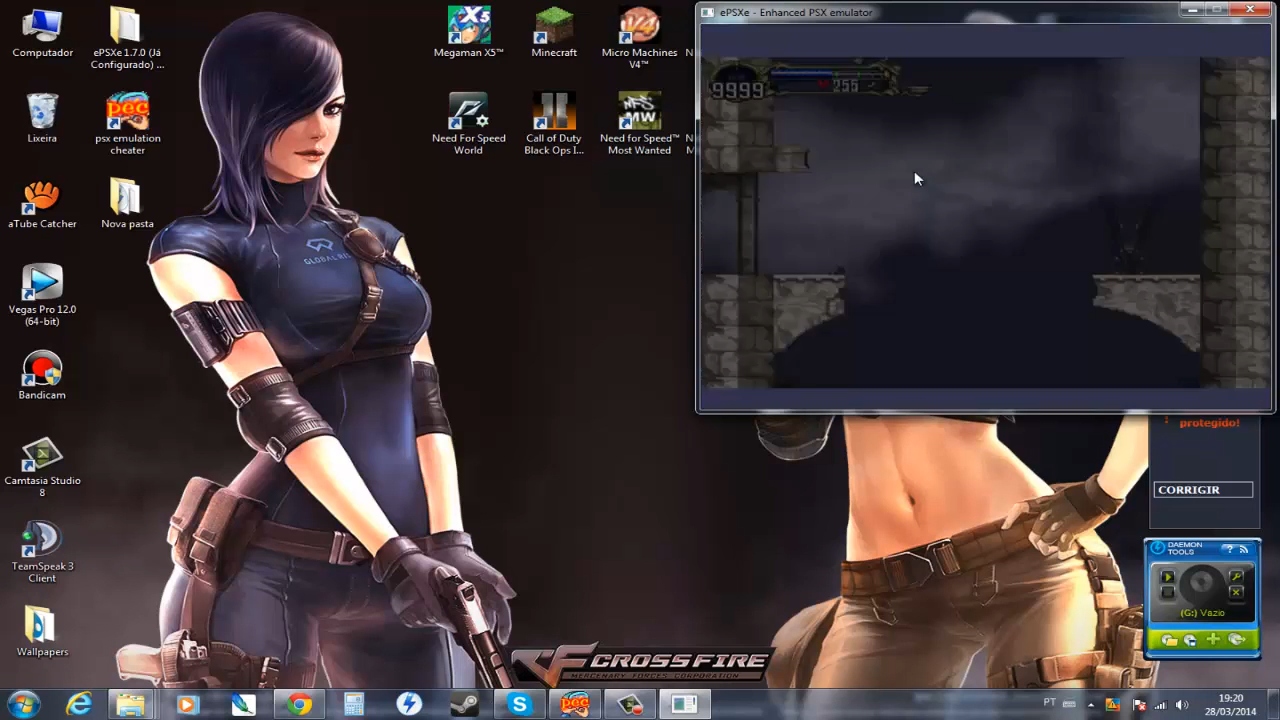 Computador
ePSXe 1.7.0 (Já
Configurado) ...
Lixeira
psx emulation
cheater
aTube Catcher
Nova pasta
Vegas Pro 12.0
(64-bit)
Bandicam
Camtasia Studio
8
TeamSpeak 3
Client
Wallpapers
Megaman X5™
Minecraft
Micro Machines
V4™
Need For Speed
World
Call of Duty
Black Ops I...
Need for Speed™
Most Wanted
ePSXe - Enhanced PSX emulator
9999
255
GLOBAL RIS
CROSSFIRE
MERCENARY FORCES CORPORATION
protegido!
CORRIGIR
DAEMON
TOOLS
(G:) Vazio
pec
PT
19:20
28/03/2014